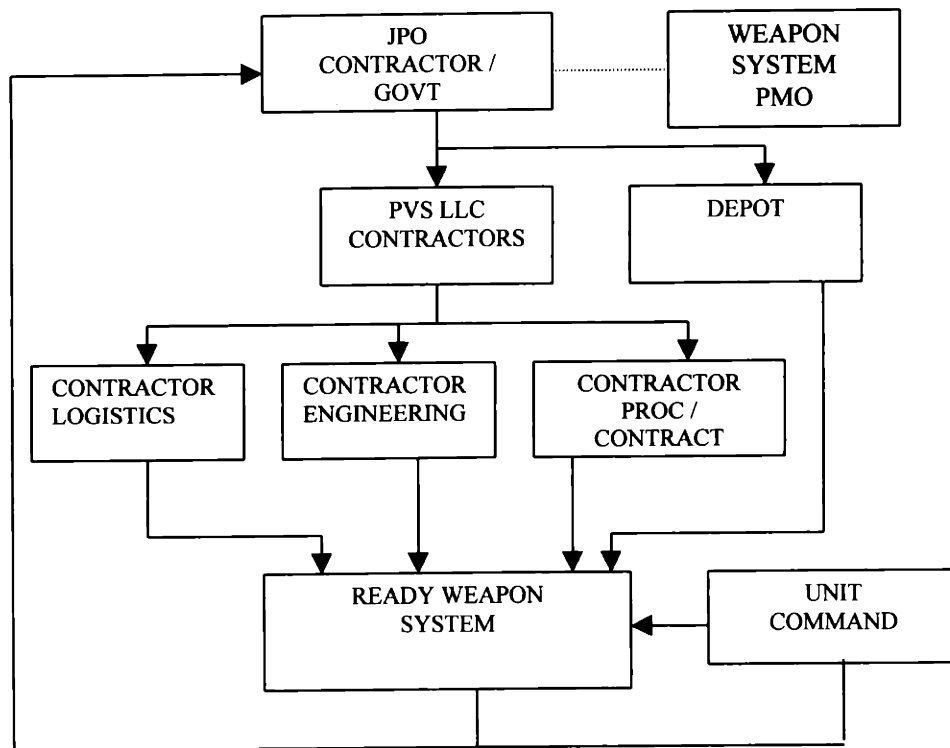 JPO
CONTRACTOR /
GOVT
WEAPON
SYSTEM
PMO
PVS LLC
CONTRACTORS
DEPOT
CONTRACTOR
LOGISTICS
CONTRACTOR
ENGINEERING
CONTRACTOR
PROC /
CONTRACT
READY WEAPON
SYSTEM
UNIT
COMMAND